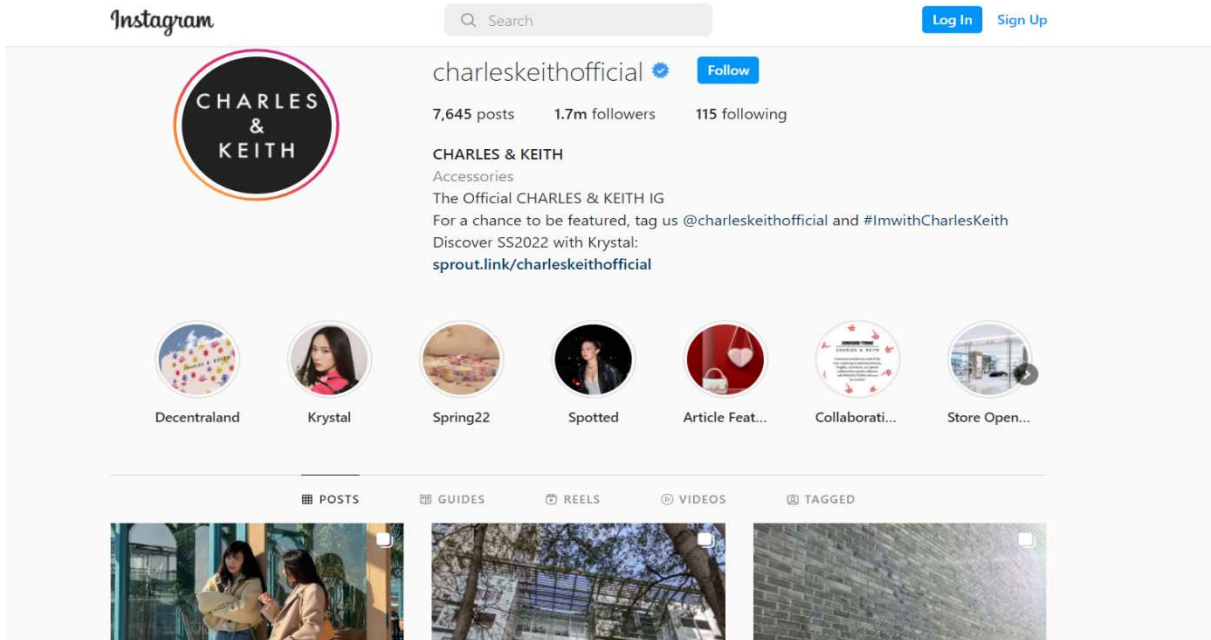 Instagram
Search
Log In
Sign Up
CHARLES
&
KEITH
charleskeithofficial
Follow
7,645 posts 1.7m followers 115 following
CHARLES & KEITH
Accessories
The Official CHARLES & KEITH IG
For a chance to be featured, tag us @charleskeithofficial and #ImwithCharlesKeith
Discover SS2022 with Krystal:
sprout.link/charleskeithofficial
Decentraland
Krystal
Spring22
Spotted
Article Feat...
Collaborati...
Store Open...
POSTS
GUIDES
REELS
VIDEOS
TAGGED